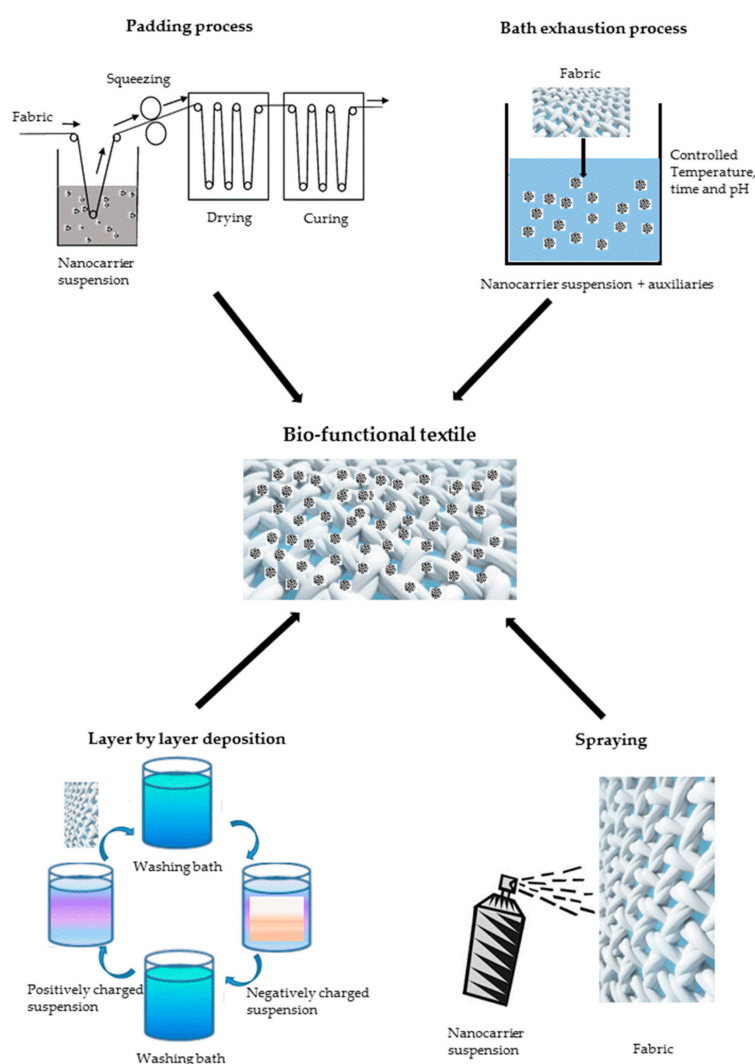 Padding process
Squeezing
Fabric
Drying
Curing
Nanocarrier
suspension
Bath exhaustion process
Fabric
Controlled
Temperature,
time and pH
Nanocarrier suspension + auxiliaries
Bio-functional textile
Layer by layer deposition
Washing bath
Positively charged
suspension
Negatively charged
suspension
Washing bath
Spraying
Nanocarrier
suspension
Fabric